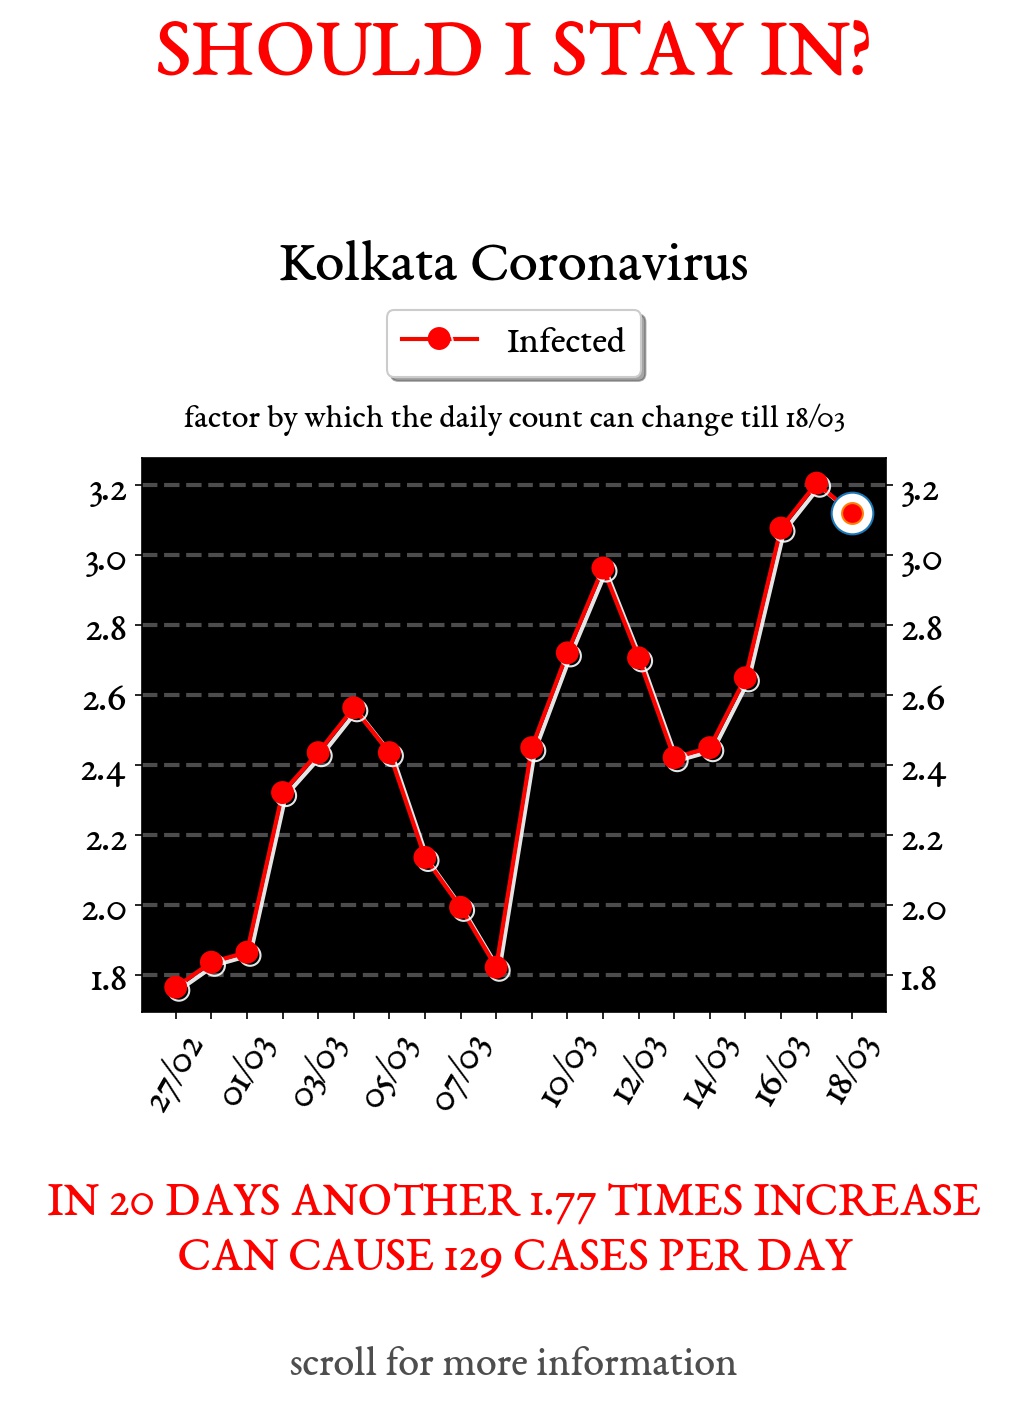 SHOULD I STAY IN?
Kolkata Coronavirus
Infected
factor by which the daily count can change till 18/03
3.2 3.2
3.0 3.0
2.8 2.8
2.6 2.6
2.4 2.4
2.2 2.2
2.0 2.0
1.8 1.8
27/02 01/03 03/03 05/03 07/03 10/03 12/03 14/03 16/03 18/03
IN 20 DAYS ANOTHER 1.77 TIMES INCREASE
CAN CAUSE 129 CASES PER DAY
scroll for more information